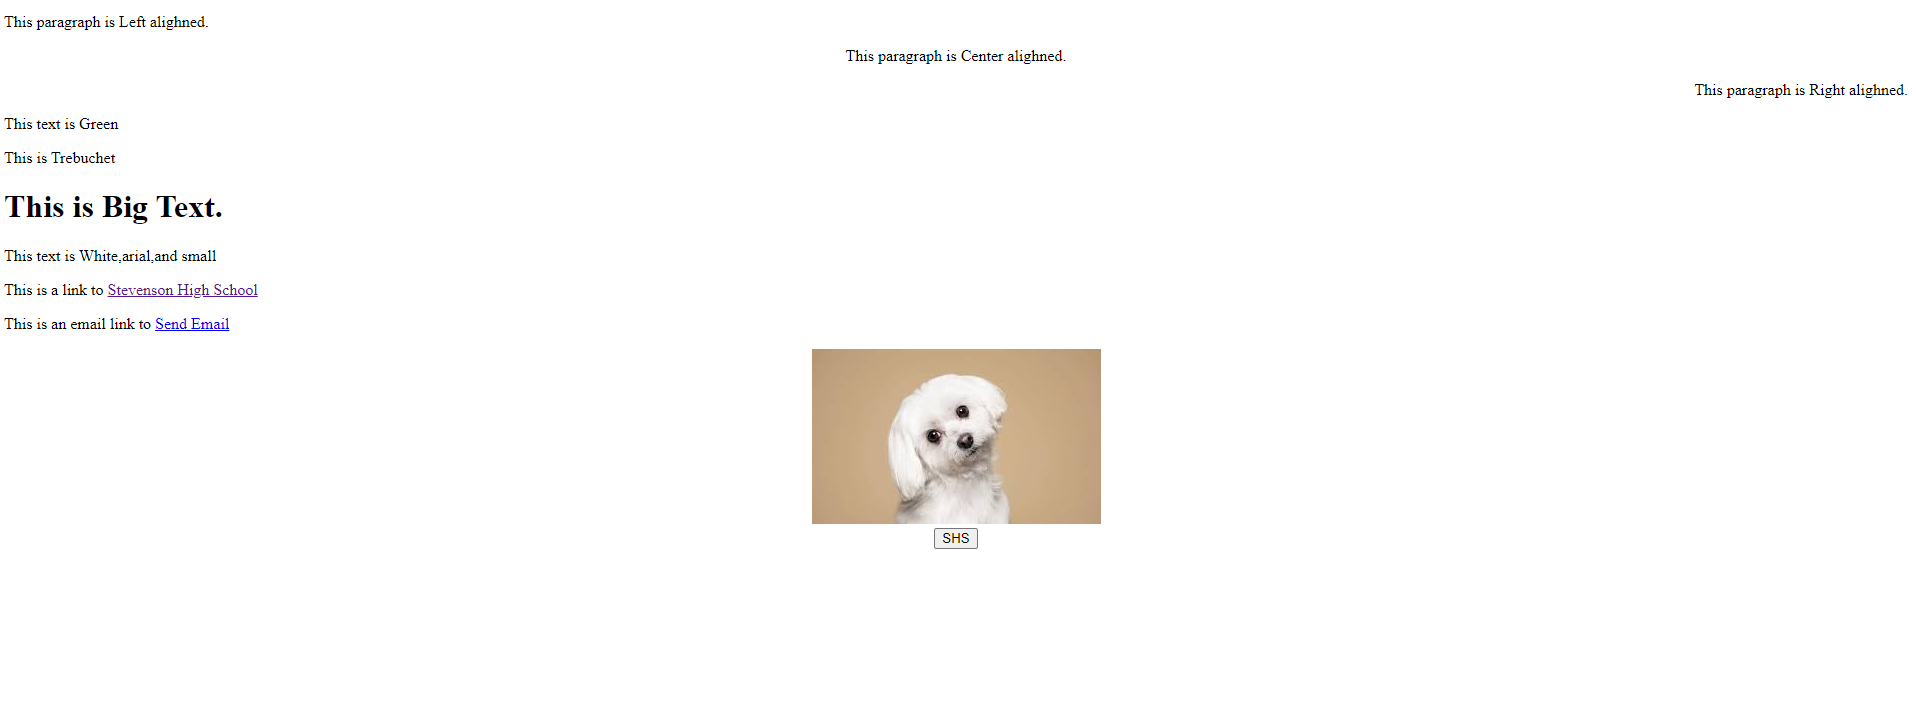 This paragraph is Left alighned.
This paragraph is Center alighned.
This paragraph is Right alighned.
This text is Green
This is Trebuchet
This is Big Text.
This text is White,arial,and small
This is a link to Stevenson High School
This is an email link to Send Email
SHS